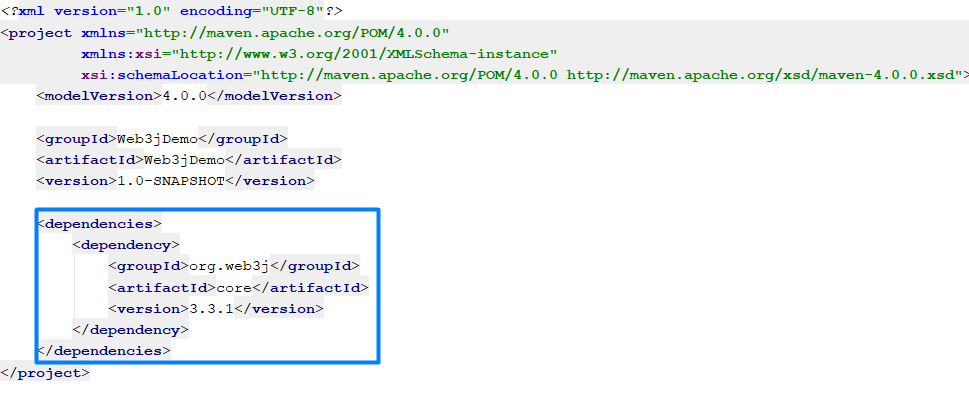 <?xml version="1.0" encoding="UTF-8"?>
<project xmlns="http://maven.apache.org/POM/4.0.0"
         xmlns:xsi="http://www.w3.org/2001/XMLSchema-instance"
         xsi:schemaLocation="http://maven.apache.org/POM/4.0.0 http://maven.apache.org/xsd/maven-4.0.0.xsd">
    <modelVersion>4.0.0</modelVersion>

    <groupId>Web3jDemo</groupId>
    <artifactId>Web3jDemo</artifactId>
    <version>1.0-SNAPSHOT</version>

    <dependencies>
        <dependency>
            <groupId>org.web3j</groupId>
            <artifactId>core</artifactId>
            <version>3.3.1</version>
        </dependency>
    </dependencies>
</project>